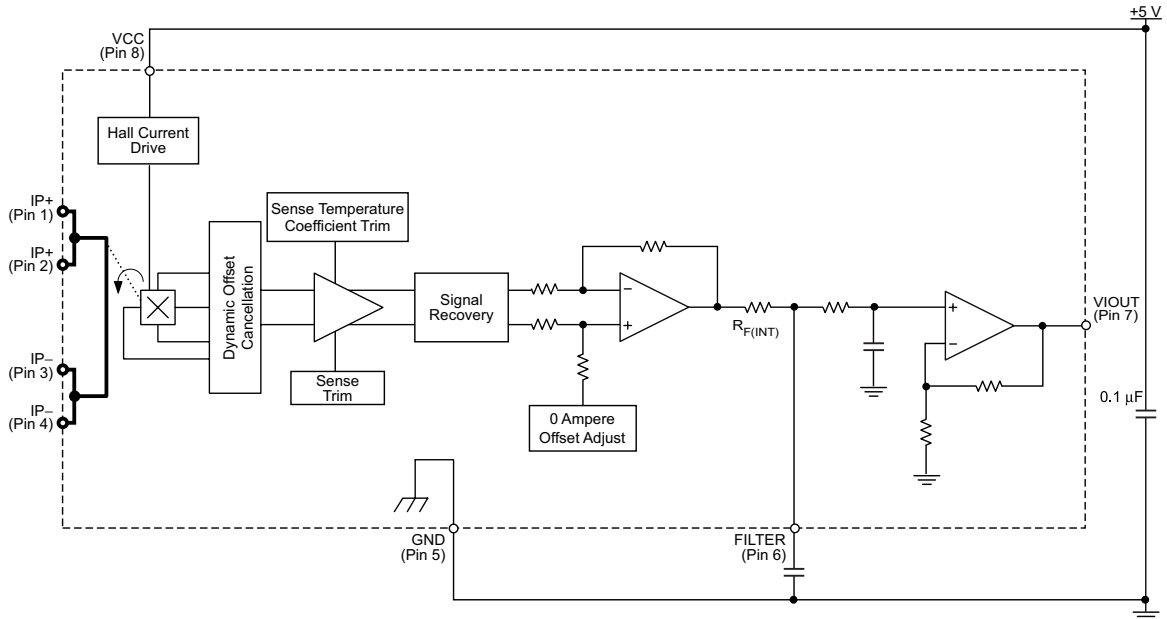 +5 V
VCC
(Pin 8)
Hall Current
Drive
IP+
(Pin 1)
IP+
(Pin 2)
IP−
(Pin 3)
IP−
(Pin 4)
Dynamic Offset
Cancellation
Sense Temperature
Coefficient Trim
Sense
Trim
Signal
Recovery
−
+
0 Ampere
Offset Adjust
RF(INT)
+
−
VIOUT
(Pin 7)
0.1 μF
GND
(Pin 5)
FILTER
(Pin 6)